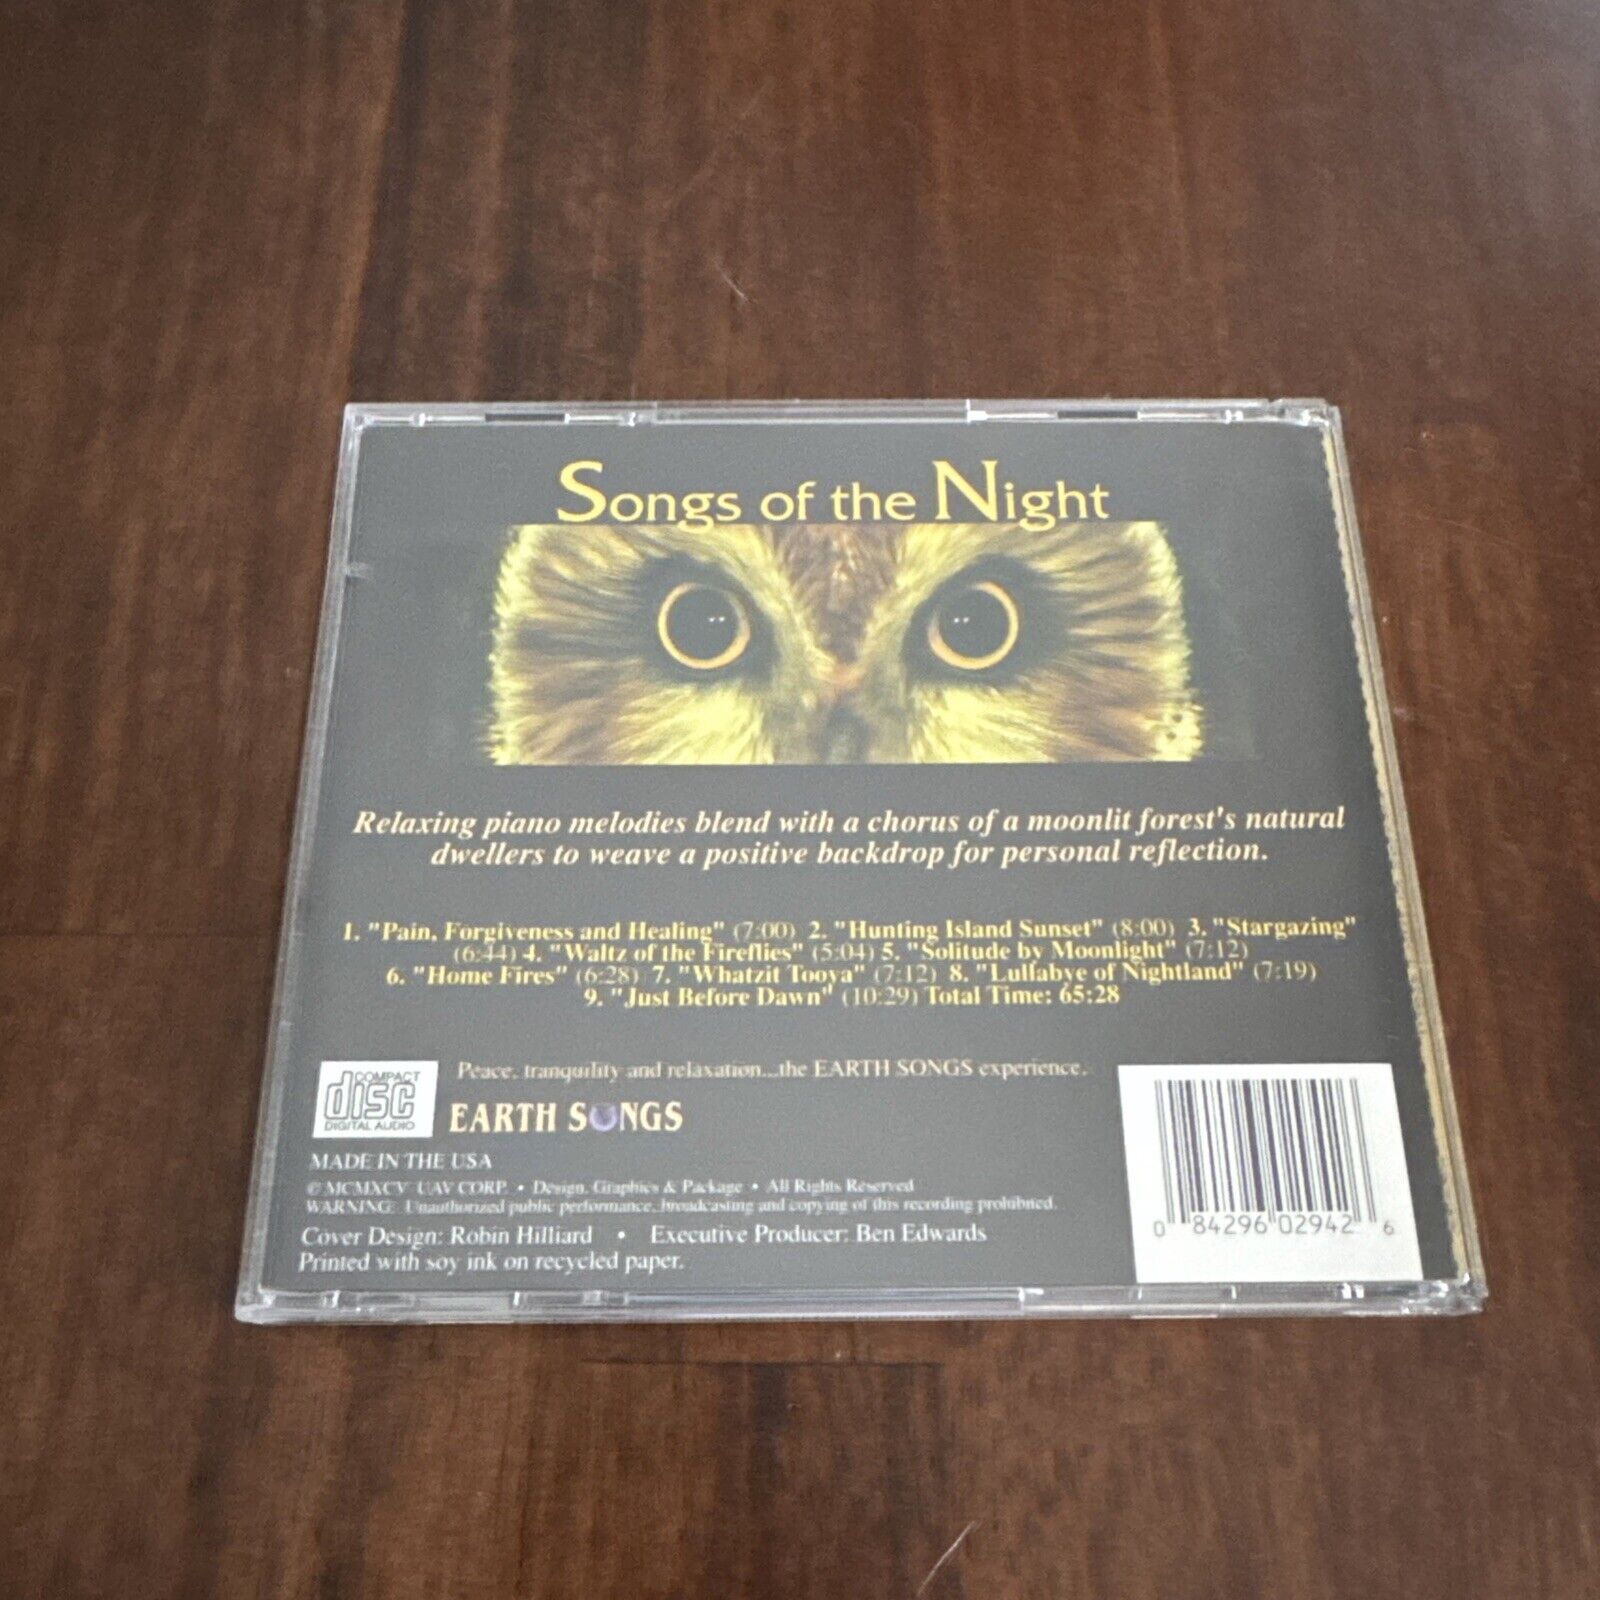 Songs of the Night
Relaxing piano melodies blend with a chorus of a moonlit forest's natural
dwellers to weave a positive backdrop for personal reflection.
1. "Pain, Forgiveness and Healing" (7:00) 2. "Hunting Island Sunset" (8:00) 3. "Stargazing"
(6:44) 4. "Waltz of the Fireflies" (5:04) 5. "Solitude by Moonlight" (7:12)
6. "Home Fires" (6:28) 7. "Whatzit Tooya" (7:12) 8. "Lullabye of Nightland" (7:19)
9. "Just Before Dawn" (10:29) Total Time: 65:28
COMPACT
disc
DIGITAL AUDIO
Peace, tranquility and relaxation...the EARTH SONGS experience.
EARTH SONGS
MADE IN THE USA
© MCMXCV UAV CORP. • Design, Graphics & Package • All Rights Reserved
WARNING: Unauthorized public performance, broadcasting and copying of this recording prohibited.
Cover Design: Robin Hilliard • Executive Producer: Ben Edwards
Printed with soy ink on recycled paper.
0 84296 02942 6